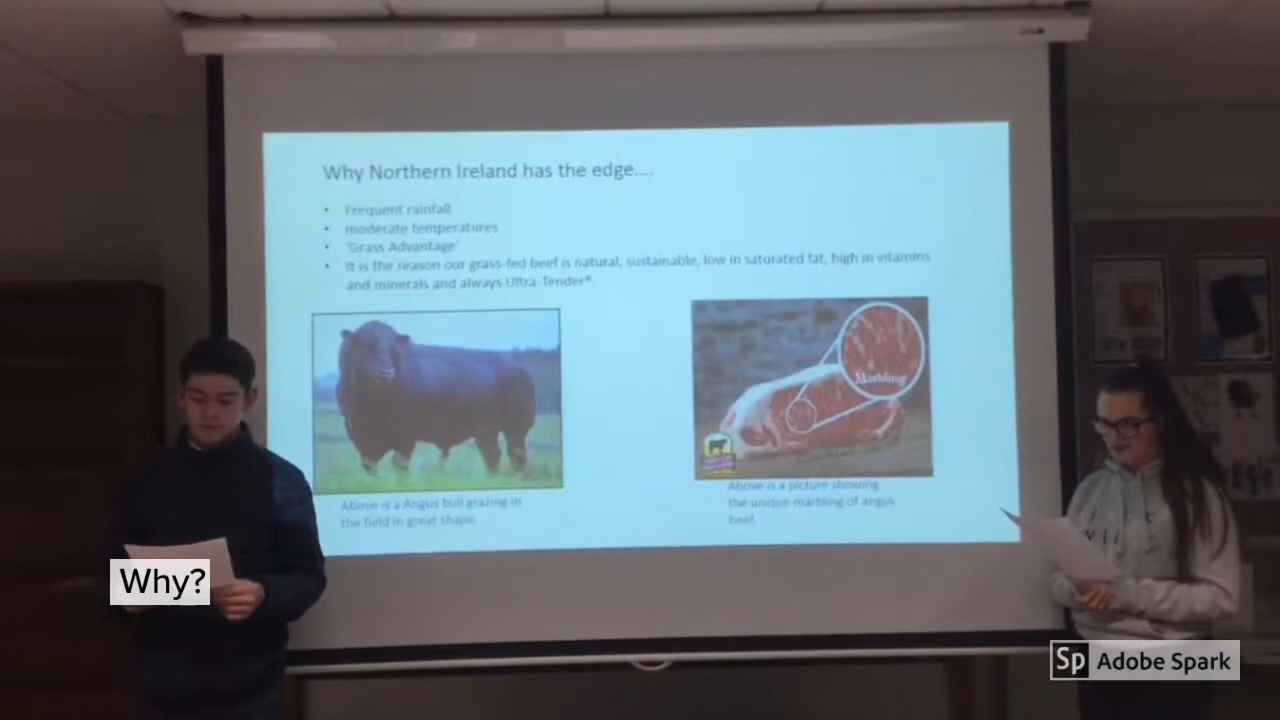 Why Northern Ireland has the edge....
• Frequent rainfall
• moderate temperatures
• 'Grass Advantage'
• It is the reason our grass-fed beef is natural, sustainable, low in saturated fat, high in vitamins
and minerals and always Ultra-Tender®.
Marbling
Above is a Angus bull grazing in
the field in great shape.
Above is a picture showing
the unique marbling of angus
beef.
Why?
Sp Adobe Spark